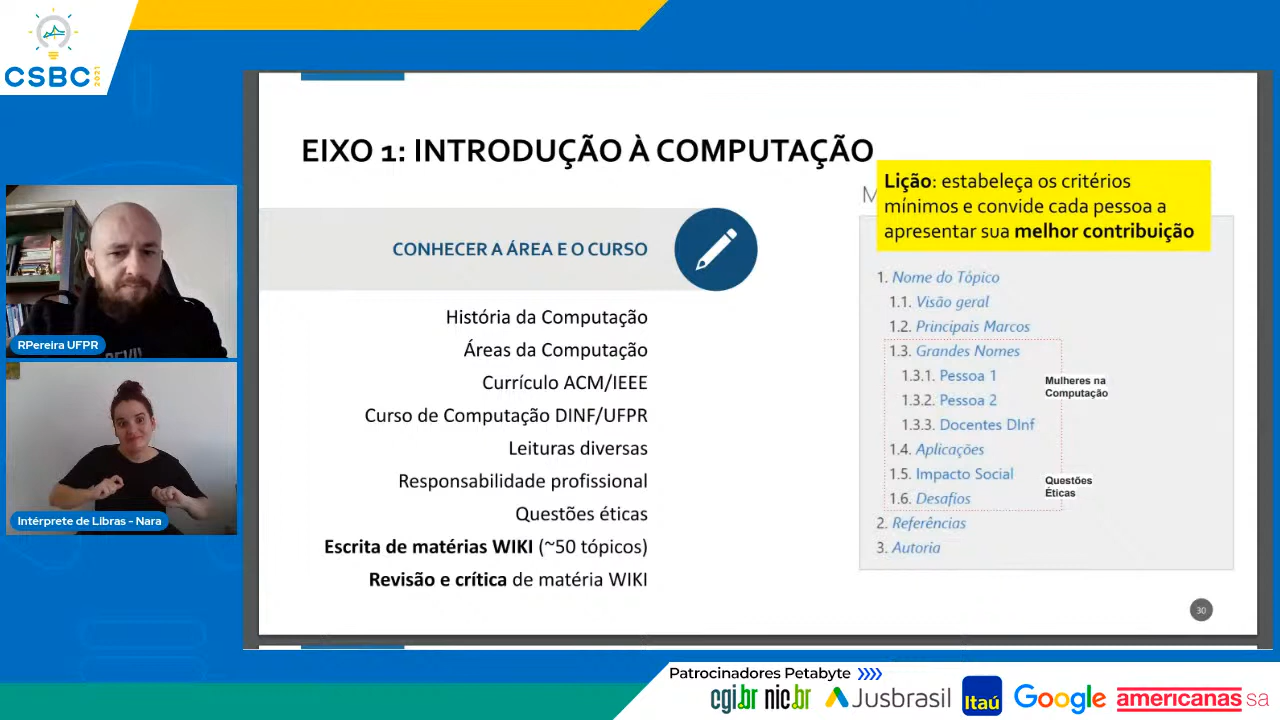 CSBC 2021
EIXO 1: INTRODUÇÃO À COMPUTAÇÃO
M
Lição: estabeleça os critérios
mínimos e convide cada pessoa a
apresentar sua melhor contribuição
CONHECER A ÁREA E O CURSO
História da Computação
Áreas da Computação
Currículo ACM/IEEE
Curso de Computação DINF/UFPR
Leituras diversas
Responsabilidade profissional
Questões éticas
Escrita de matérias WIKI (~50 tópicos)
Revisão e crítica de matéria WIKI
1. Nome do Tópico
1.1. Visão geral
1.2. Principais Marcos
1.3. Grandes Nomes
1.3.1. Pessoa 1
1.3.2. Pessoa 2
1.3.3. Docentes DInf
1.4. Aplicações
1.5. Impacto Social
1.6. Desafios
2. Referências
3. Autoria
Mulheres na
Computação
Questões
Éticas
30
RPereira UFPR
Intérprete de Libras - Nara
Patrocinadores Petabyte
cgi.br nic.br Jusbrasil Itaú Google americanas sa